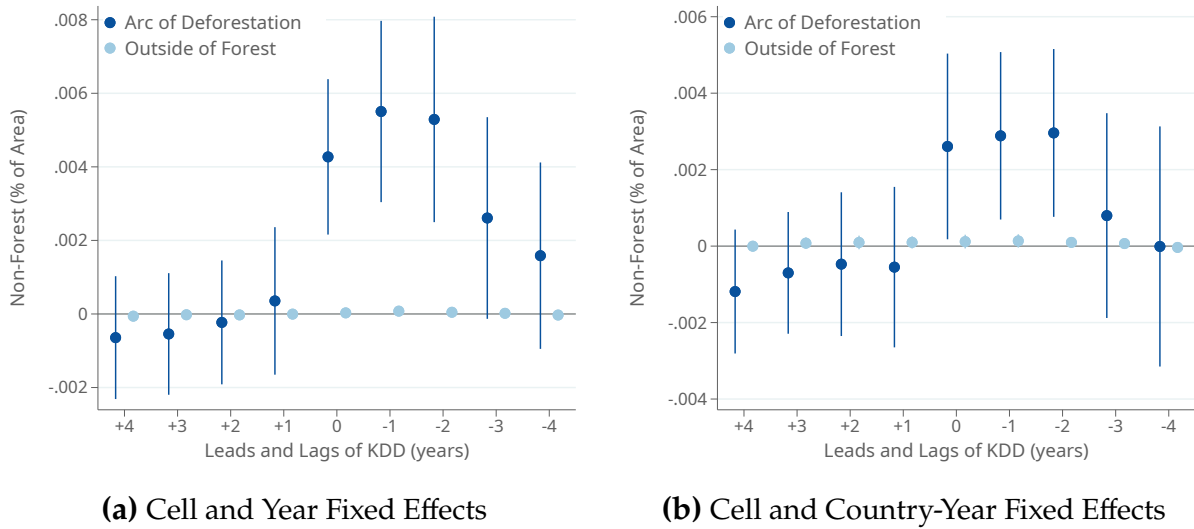 .008
.006
.004
.002
0
-.002
Non-Forest (% of Area)
Arc of Deforestation
Outside of Forest
+4 +3 +2 +1 0 -1 -2 -3 -4
Leads and Lags of KDD (years)
(a) Cell and Year Fixed Effects
.006
.004
.002
0
-.002
-.004
Non-Forest (% of Area)
Arc of Deforestation
Outside of Forest
+4 +3 +2 +1 0 -1 -2 -3 -4
Leads and Lags of KDD (years)
(b) Cell and Country-Year Fixed Effects